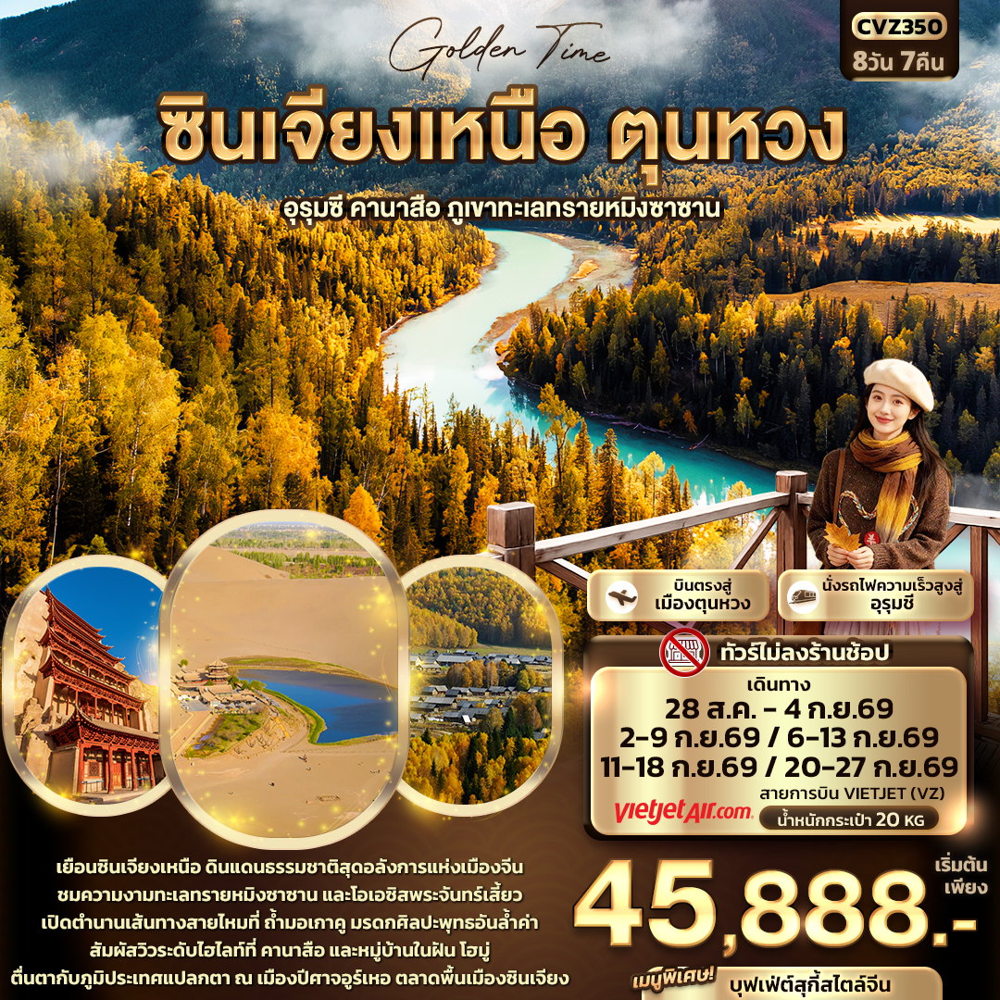 Golden Time
CVZ350
8วัน 7คืน
ซินเจียงเหนือ ตุนหวง
อุรุมซี คานาสือ ภูเขาทะเลทรายหมิงซาซาน
บินตรงสู่
เมืองตุนหวง
นั่งรถไฟความเร็วสูงสู่
อุรุมซี
ทัวร์ไม่ลงร้านช้อป
เดินทาง
28 ส.ค. - 4 ก.ย.69
2-9 ก.ย.69 / 6-13 ก.ย.69
11-18 ก.ย.69 / 20-27 ก.ย.69
สายการบิน VIETJET (VZ)
vietjetAir.com
น้ำหนักกระเป๋า 20 KG
เยือนซินเจียงเหนือ ดินแดนธรรมชาติสุดอลังการแห่งเมืองจีน
ชมความงามทะเลทรายหมิงซาซาน และโอเอซิสพระจันทร์เสี้ยว
เปิดตำนานเส้นทางสายไหมที่ ถ้ำมอเกาคู มรดกศิลปะพุทธอันล้ำค่า
สัมผัสวิวระดับไฮไลท์ที่ คานาสือ และหมู่บ้านในฝัน โฮมู่
ตื่นตากับภูมิประเทศแปลกตา ณ เมืองปีศาจอูร์เหอ ตลาดพื้นเมืองซินเจียง
เริ่มต้น
เพียง
45,888.-
เมนูพิเศษ!
บุฟเฟ่ต์สุกี้สไตล์จีน